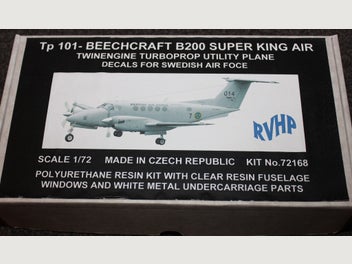 Tp 101- BEECHCRAFT B200 SUPER KING AIR
TWINENGINE TURBOPROP UTILITY PLANE
DECALS FOR SWEDISH AIR FOCE
014
7
RVHP
SCALE 1/72 MADE IN CZECH REPUBLIC KIT No.72168
POLYURETHANE RESIN KIT WITH CLEAR RESIN FUSELAGE
WINDOWS AND WHITE METAL UNDERCARRIAGE PARTS